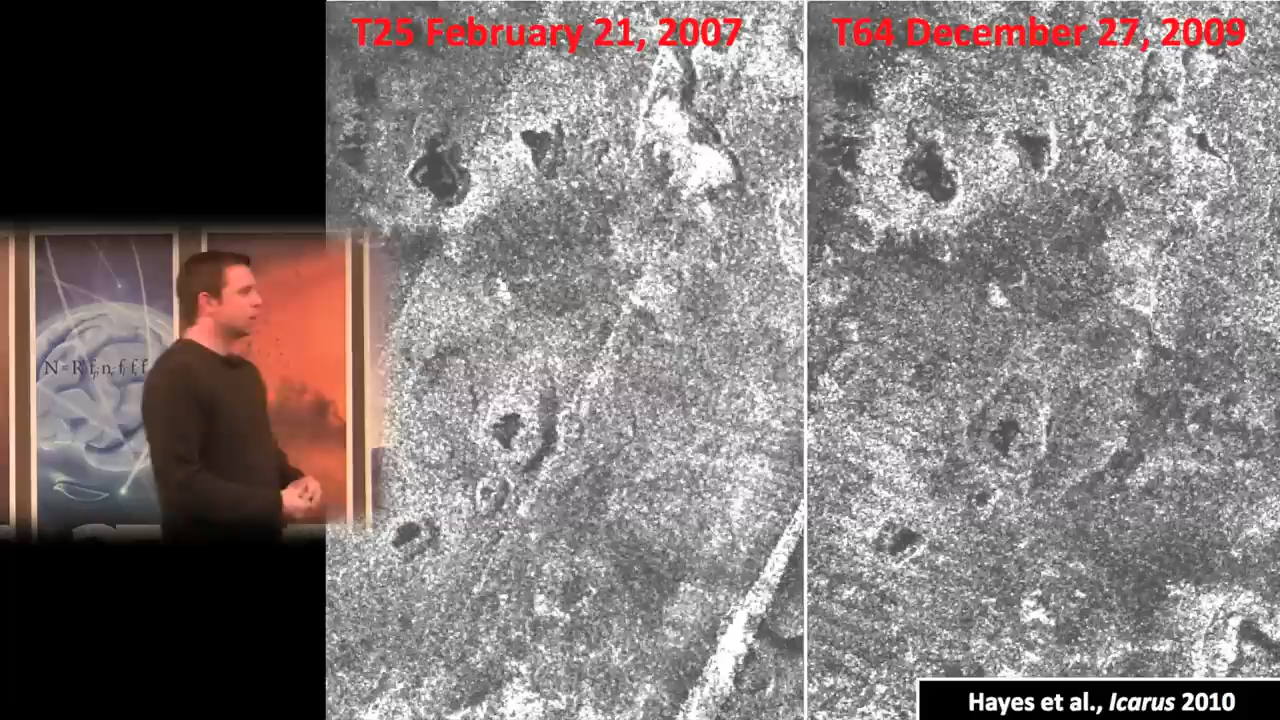 T25 February 21, 2007
T64 December 27, 2009
Hayes et al., Icarus 2010